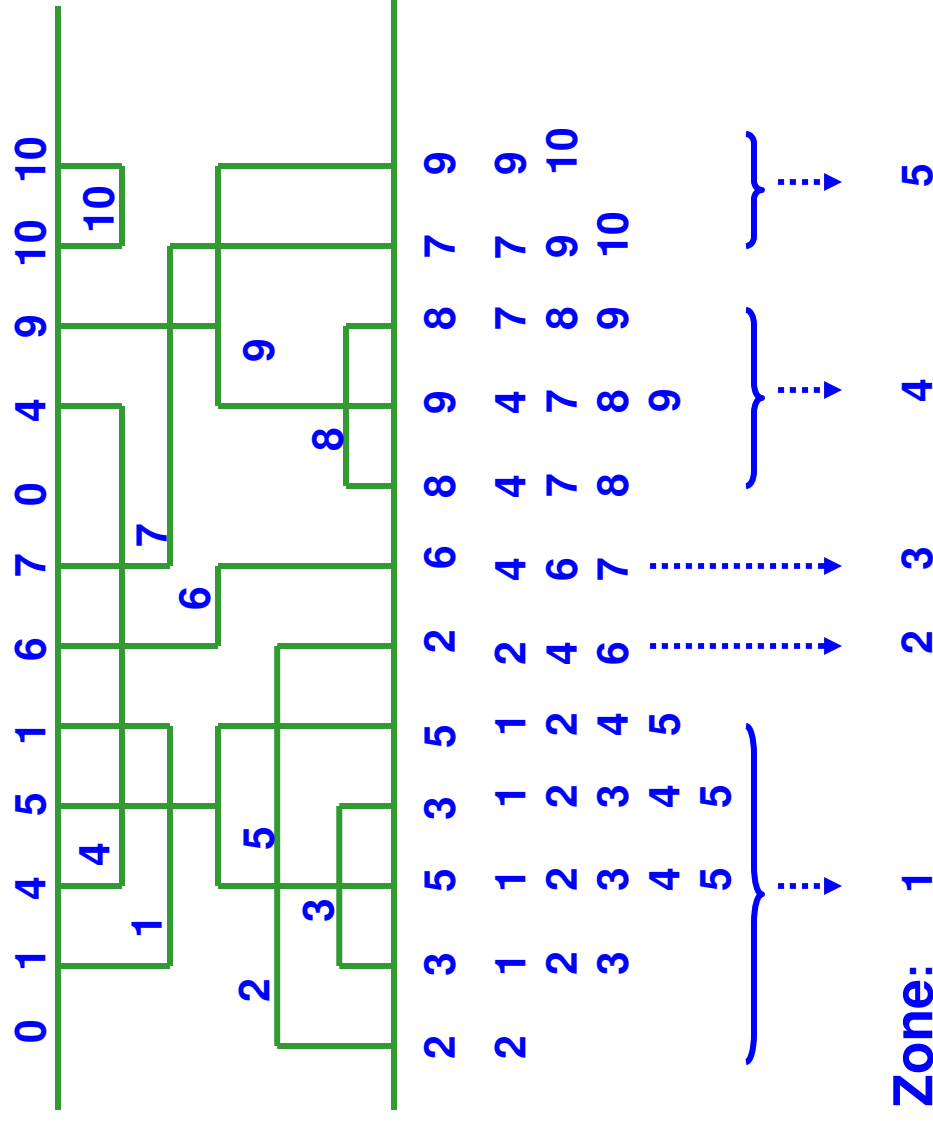 0 1 4 5 1 6 7 0 4 9 10 10
4 10
1 7
6
2 5 9
3 8
2 3 5 3 5 2 6 8 9 8 7 9
2 1 1 1 1 2 4 4 4 7 7 9
2 2 2 2 4 6 7 7 8 9 10
3 3 3 4 6 7 8 8 9 10
4 4 5 9
5 5
Zone: 1 2 3 4 5